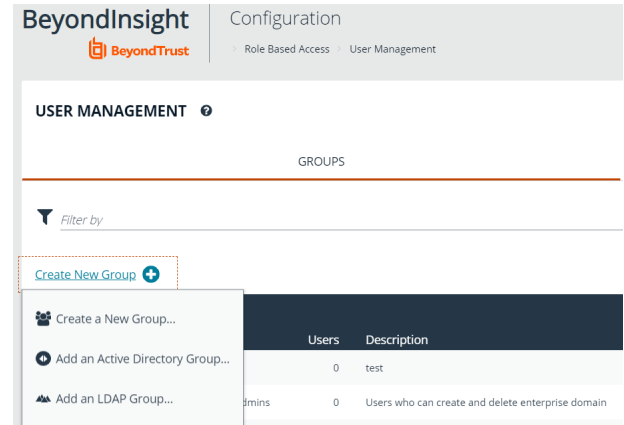 BeyondInsight
BeyondTrust
Configuration
Role Based Access
User Management
USER MANAGEMENT
GROUPS
Filter by
Create New Group
Create a New Group...
Add an Active Directory Group...
Add an LDAP Group...
Users Description
0 test
dmins 0 Users who can create and delete enterprise domain